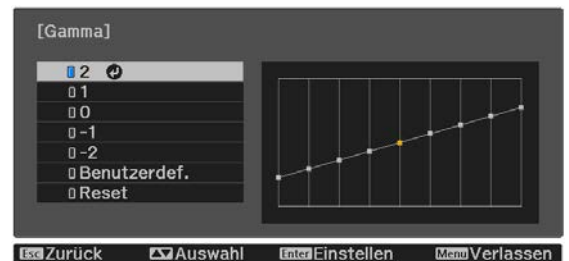 [Gamma]
2
1
0
-1
-2
Benutzerdef.
Reset
Esc Zurück Auswahl Enter Einstellen Menu Verlassen